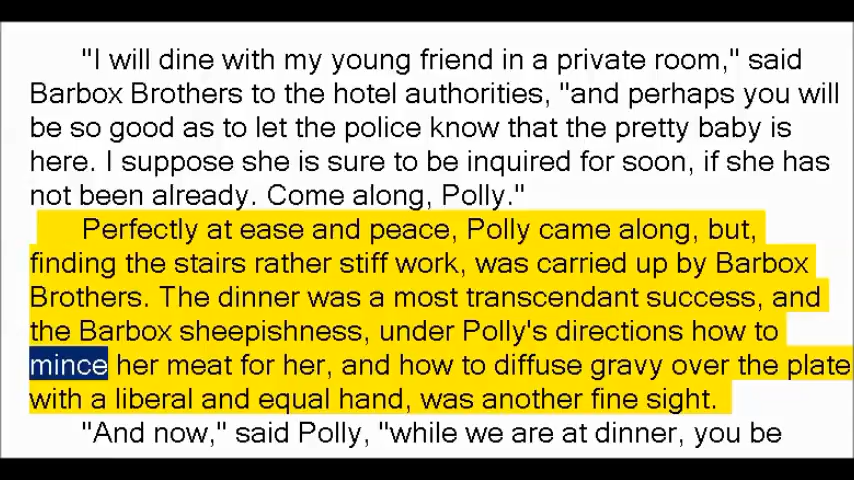 "I will dine with my young friend in a private room," said
Barbox Brothers to the hotel authorities, "and perhaps you will
be so good as to let the police know that the pretty baby is
here. I suppose she is sure to be inquired for soon, if she has
not been already. Come along, Polly."
Perfectly at ease and peace, Polly came along, but,
finding the stairs rather stiff work, was carried up by Barbox
Brothers. The dinner was a most transcendant success, and
the Barbox sheepishness, under Polly's directions how to
mince her meat for her, and how to diffuse gravy over the plate
with a liberal and equal hand, was another fine sight.
"And now," said Polly, "while we are at dinner, you be